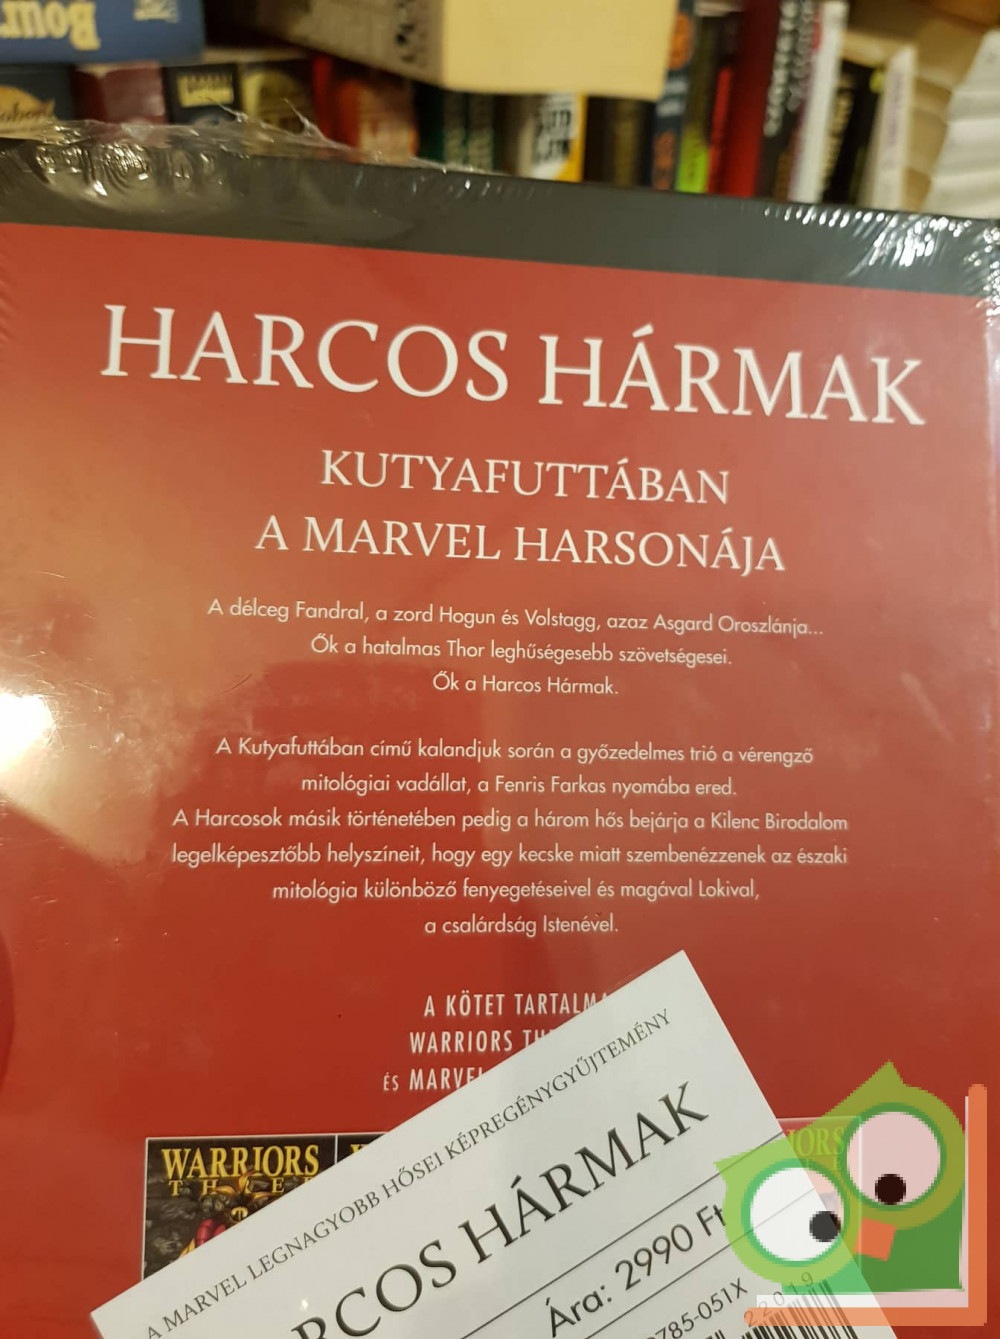 HARCOS HÁRMAK
KUTYAFUTTÁBAN
A MARVEL HARSONÁJA
A délceg Fandral, a zord Hogun és Volstagg, azaz Asgard Oroszlánja...
Ők a hatalmas Thor leghűségesebb szövetségesei.
Ők a Harcos Hármak.
A Kutyafuttában című kalandjuk során a győzedelmes trió a vérengző
mitológiai vadállat, a Fenris Farkas nyomába ered.
A Harcosok másik történetében pedig a három hős bejárja a Kilenc Birodalom
legelképesztőbb helyszíneit, hogy egy kecske miatt szembenézzenek az északi
mitológia különböző fenyegetéseivel és magával Lokival,
a csalárdság Istenével.
A KÖTET TARTALMA
WARRIORS
ÉS MARVEL
WARRIORS
A MARVEL LEGNAGYOBB HŐSEI KÉPREGÉNYGYŰJTEMÉNY
RCOS HÁRMAK
Ára: 2990 Ft
785-051X
22019